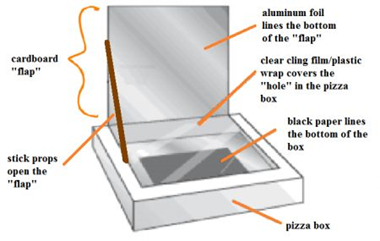 cardboard
"flap"
stick props
open the
"flap"
aluminum foil
lines the bottom
of the "flap"
clear cling film/plastic
wrap covers the
"hole" in the pizza
box
black paper lines
the bottom of the
box
pizza box